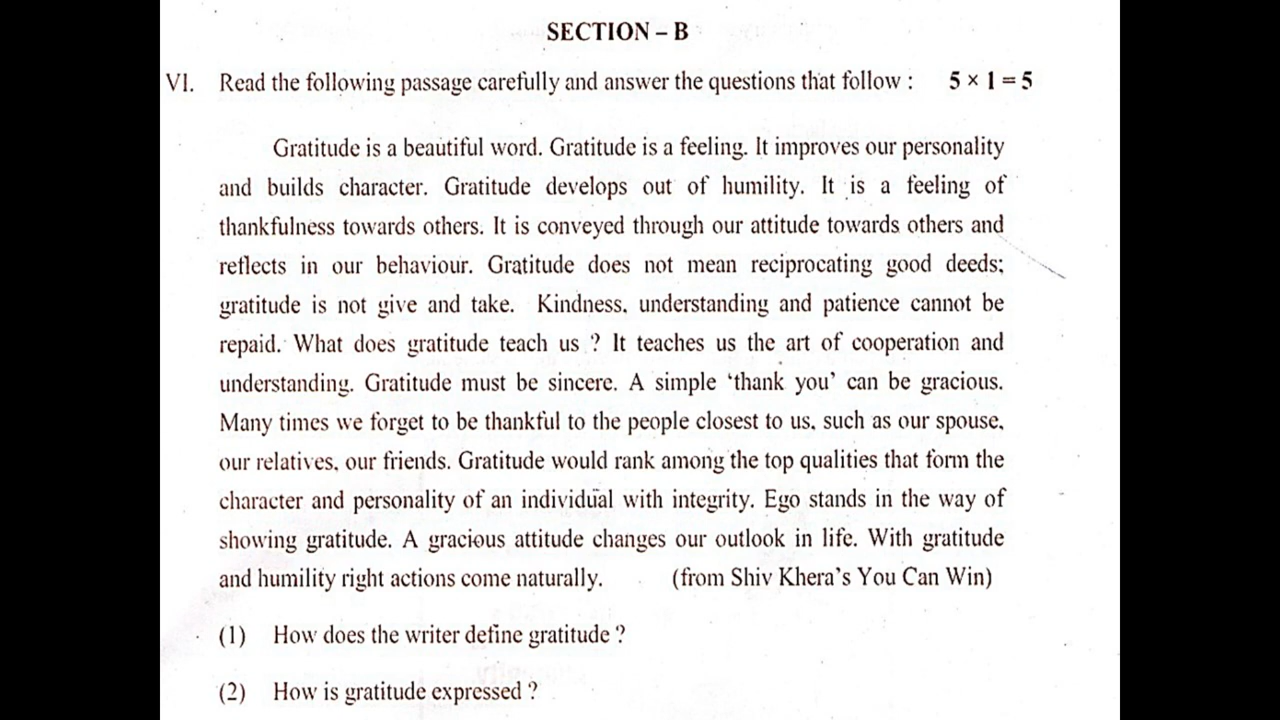 SECTION – B
VI. Read the following passage carefully and answer the questions that follow : 5 × 1 = 5
Gratitude is a beautiful word. Gratitude is a feeling. It improves our personality
and builds character. Gratitude develops out of humility. It is a feeling of
thankfulness towards others. It is conveyed through our attitude towards others and
reflects in our behaviour. Gratitude does not mean reciprocating good deeds;
gratitude is not give and take. Kindness, understanding and patience cannot be
repaid. What does gratitude teach us ? It teaches us the art of cooperation and
understanding. Gratitude must be sincere. A simple ‘thank you’ can be gracious.
Many times we forget to be thankful to the people closest to us, such as our spouse,
our relatives, our friends. Gratitude would rank among the top qualities that form the
character and personality of an individual with integrity. Ego stands in the way of
showing gratitude. A gracious attitude changes our outlook in life. With gratitude
and humility right actions come naturally. (from Shiv Khera’s You Can Win)
(1) How does the writer define gratitude ?
(2) How is gratitude expressed ?